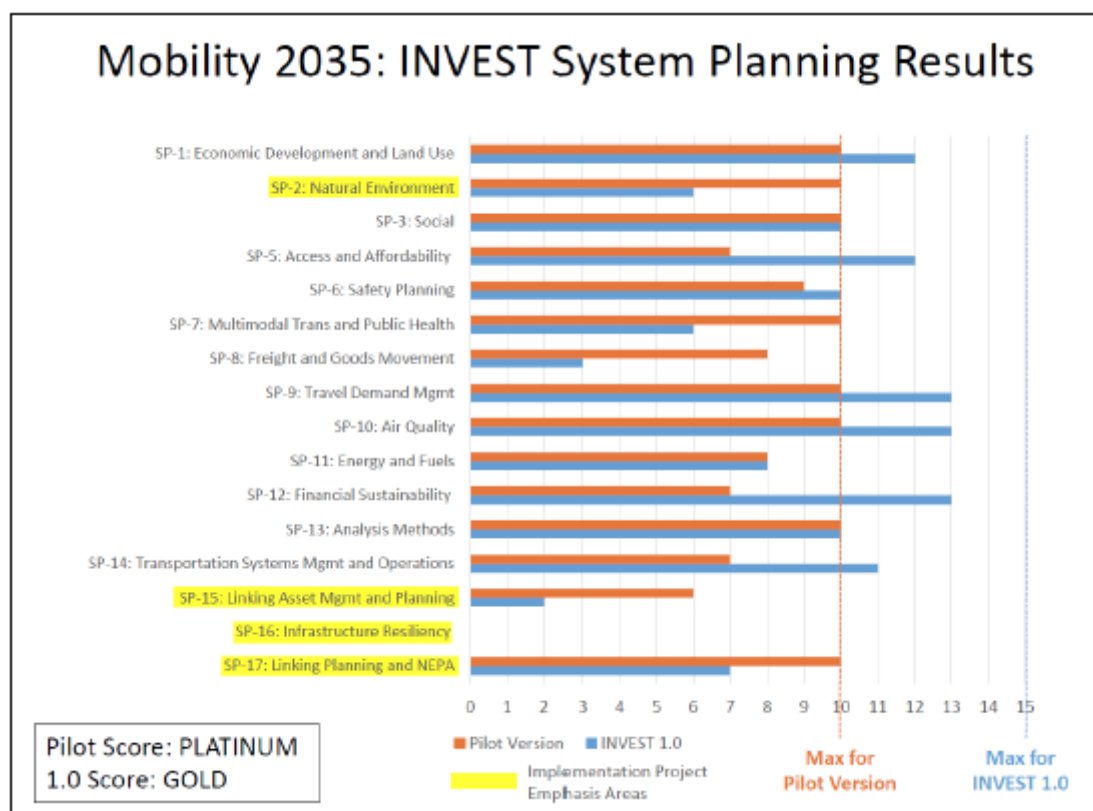 Mobility 2035: INVEST System Planning Results
SP-1: Economic Development and Land Use
SP-2: Natural Environment
SP-3: Social
SP-5: Access and Affordability
SP-6: Safety Planning
SP-7: Multimodal Trans and Public Health
SP-8: Freight and Goods Movement
SP-9: Travel Demand Mgmt
SP-10: Air Quality
SP-11: Energy and Fuels
SP-12: Financial Sustainability
SP-13: Analysis Methods
SP-14: Transportation Systems Mgmt and Operations
SP-15: Linking Asset Mgmt and Planning
SP-16: Infrastructure Resiliency
SP-17: Linking Planning and NEPA
0 1 2 3 4 5 6 7 8 9 10 11 12 13 14 15
Pilot Version INVEST 1.0
Implementation Project
Emphasis Areas
Max for
Pilot Version
Max for
INVEST 1.0
Pilot Score: PLATINUM
1.0 Score: GOLD